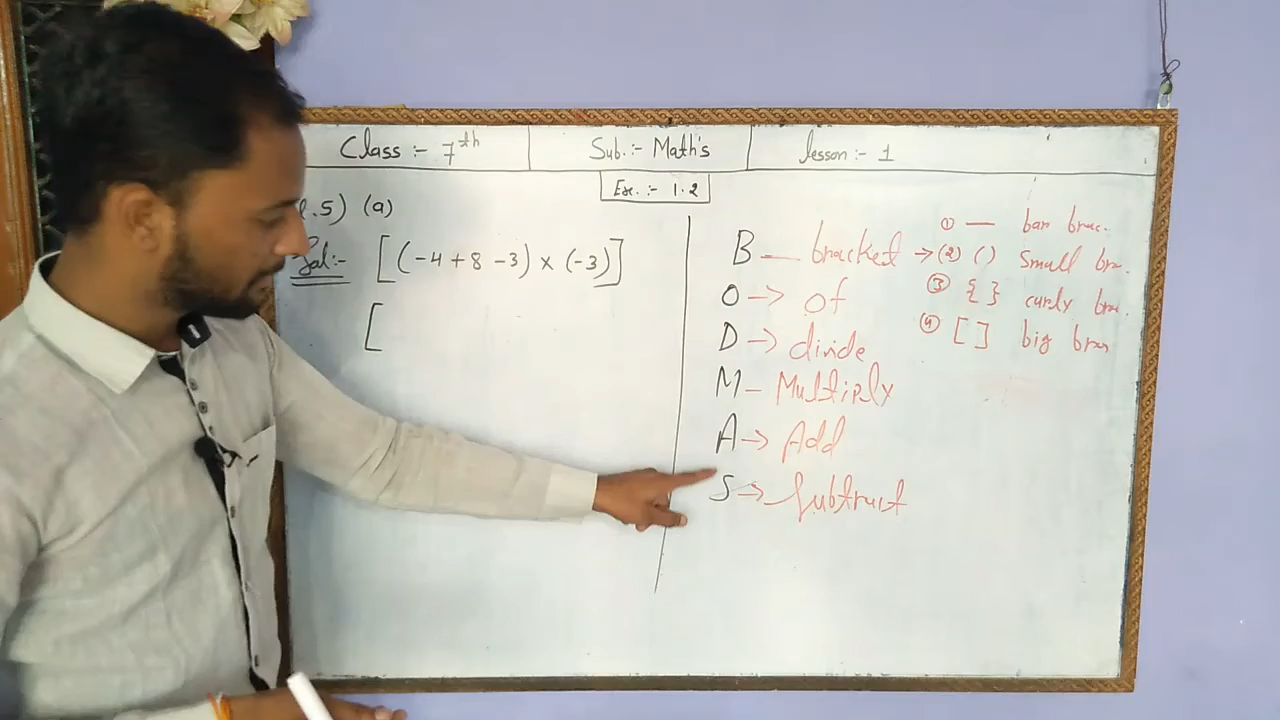 Class :- 7th
Sub. :- Math's
lesson :- 1
Ex. :- 1.2
.5) (a)
Sol:- [(-4+8-3)×(-3)]
[
B — bracket → (2) () Small bra.
① — bar brac.
O → of
③ { } curly bra.
D → divide
④ [ ] big bra
M - Multiply
A → Add
S → Subtract